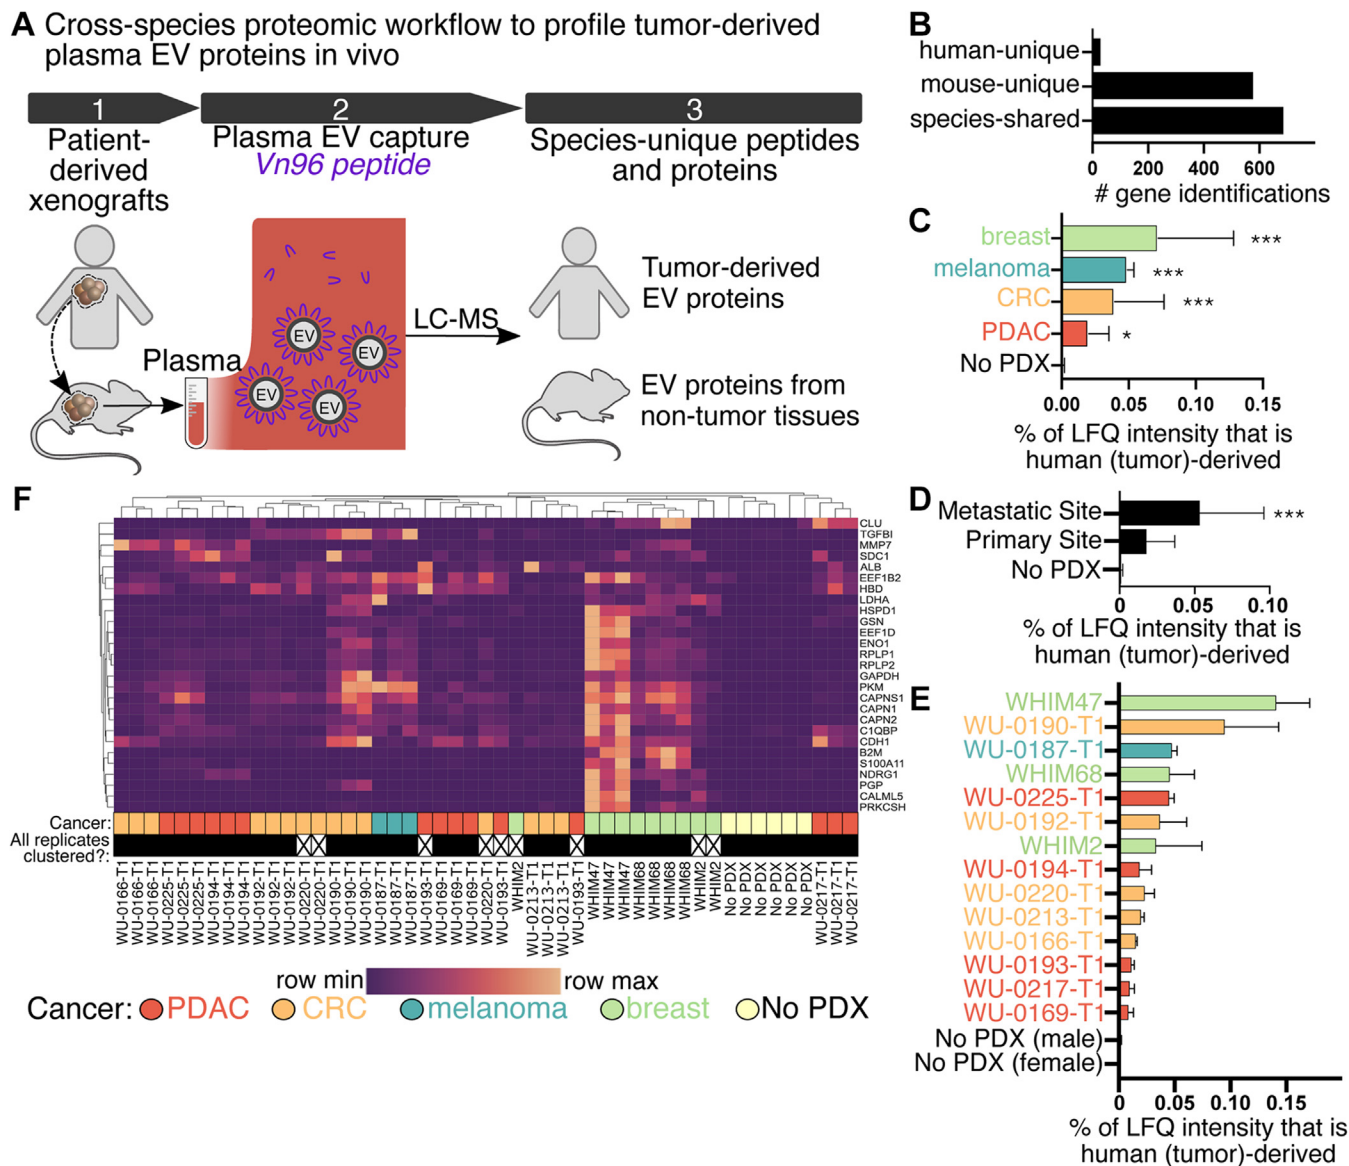 A Cross-species proteomic workflow to profile tumor-derived
plasma EV proteins in vivo
1
2
3
Patient-
derived
xenografts
Plasma EV capture
Vn96 peptide
Species-unique peptides
and proteins
Plasma
EV
EV
EV
EV
LC-MS
Tumor-derived
EV proteins
EV proteins from
non-tumor tissues
B
human-unique
mouse-unique
species-shared
0 200 400 600
# gene identifications
C
breast
melanoma
CRC
PDAC
No PDX
***
***
***
*
0.00 0.05 0.10 0.15
% of LFQ intensity that is
human (tumor)-derived
D
Metastatic Site
Primary Site
No PDX
***
0 0.05 0.10
% of LFQ intensity that is
human (tumor)-derived
E
WHIM47
WU-0190-T1
WU-0187-T1
WHIM68
WU-0225-T1
WU-0192-T1
WHIM2
WU-0194-T1
WU-0220-T1
WU-0213-T1
WU-0166-T1
WU-0193-T1
WU-0217-T1
WU-0169-T1
No PDX (male)
No PDX (female)
0 0.05 0.10 0.15
% of LFQ intensity that is
human (tumor)-derived
F
CLU
TGFBI
MMP7
SDC1
ALB
EEF1B2
HBD
LDHA
HSPD1
GSN
EEF1D
ENO1
RPLP1
RPLP2
GAPDH
PKM
CAPNS1
CAPN1
CAPN2
C1QBP
CDH1
B2M
S100A11
NDRG1
PGP
CALML5
PRKCSH
Cancer:
All replicates
clustered?:
WU-0166-T1
WU-0166-T1
WU-0166-T1
WU-0225-T1
WU-0225-T1
WU-0225-T1
WU-0194-T1
WU-0194-T1
WU-0194-T1
WU-0192-T1
WU-0192-T1
WU-0192-T1
WU-0220-T1
WU-0220-T1
WU-0190-T1
WU-0190-T1
WU-0190-T1
WU-0187-T1
WU-0187-T1
WU-0187-T1
WU-0193-T1
WU-0169-T1
WU-0169-T1
WU-0169-T1
WU-0220-T1
WU-0193-T1
WHIM2
WU-0213-T1
WU-0213-T1
WU-0213-T1
WU-0193-T1
WHIM47
WHIM47
WHIM47
WHIM68
WHIM68
WHIM68
WHIM68
WHIM2
WHIM2
No PDX
No PDX
No PDX
No PDX
No PDX
No PDX
WU-0217-T1
WU-0217-T1
WU-0217-T1
row min
row max
Cancer: PDAC CRC melanoma breast No PDX